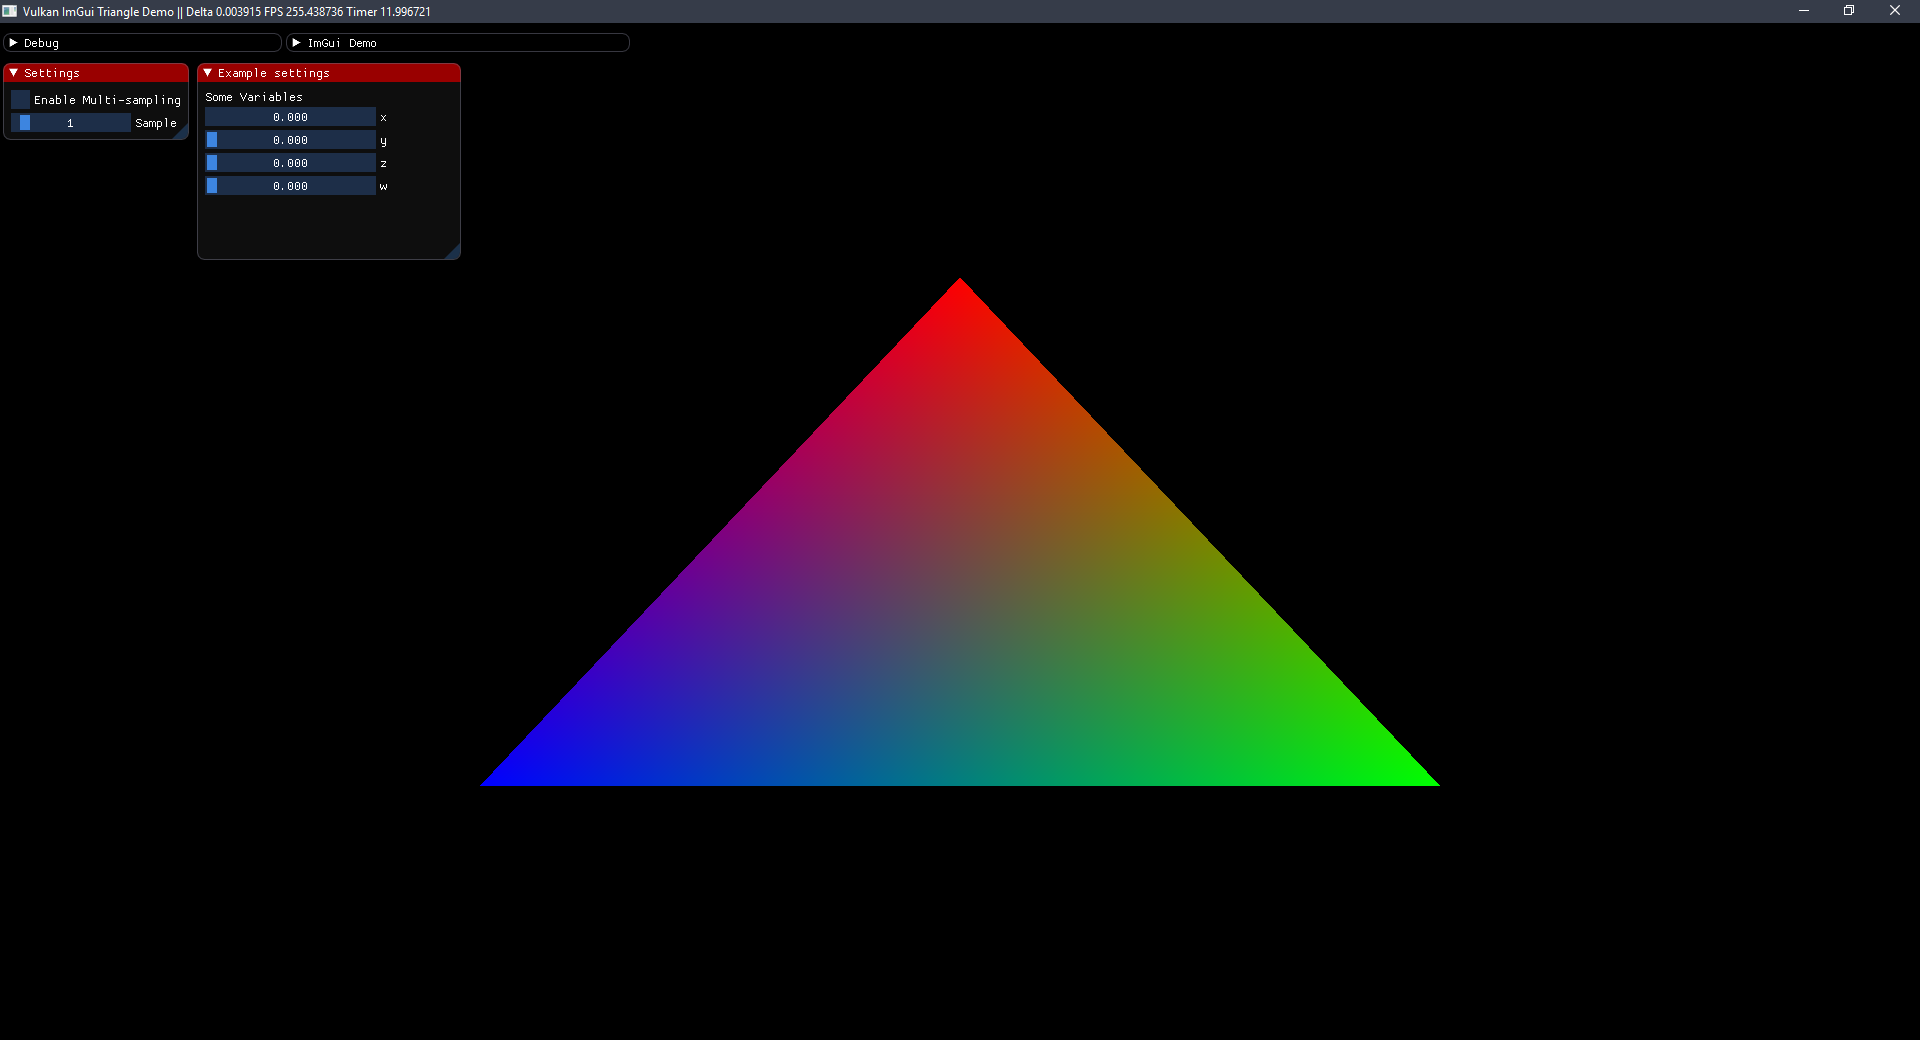 Vulkan ImGui Triangle Demo || Delta 0.003915 FPS 255.438736 Timer 11.996721
Debug
ImGui Demo
Settings
Enable Multi-sampling
1 Sample
Example settings
Some Variables
0.000 x
0.000 y
0.000 z
0.000 w